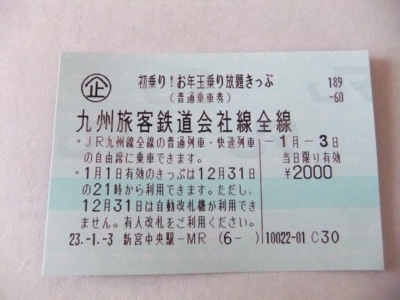 企 初乗り!お年玉乗り放題きっぷ 189
(普通乗車券) -60
九州旅客鉄道会社線全線
・JR九州線全線の普通列車・快速列車 -1月-3日
の自由席に乗車できます。 当日限り有効
・1月1日有効のきっぷは12月31日 ¥2000
の21時から利用できます。ただし、
12月31日は自動改札機が利用でき
ません。有人改札をご利用ください。
23.-1.-3 新宮中央駅-MR (6- ) 10022-01 C30